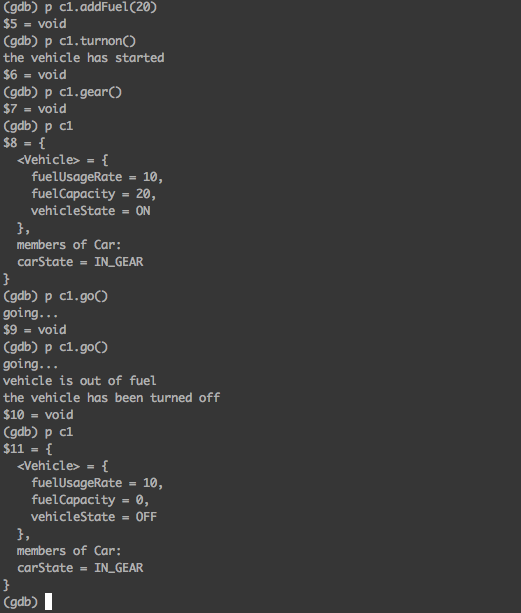 (gdb) p c1.addFuel(20)
$5 = void
(gdb) p c1.turnon()
the vehicle has started
$6 = void
(gdb) p c1.gear()
$7 = void
(gdb) p c1
$8 = {
  <Vehicle> = {
    fuelUsageRate = 10,
    fuelCapacity = 20,
    vehicleState = ON
  },
  members of Car:
  carState = IN_GEAR
}
(gdb) p c1.go()
going...
$9 = void
(gdb) p c1.go()
going...
vehicle is out of fuel
the vehicle has been turned off
$10 = void
(gdb) p c1
$11 = {
  <Vehicle> = {
    fuelUsageRate = 10,
    fuelCapacity = 0,
    vehicleState = OFF
  },
  members of Car:
  carState = IN_GEAR
}
(gdb)